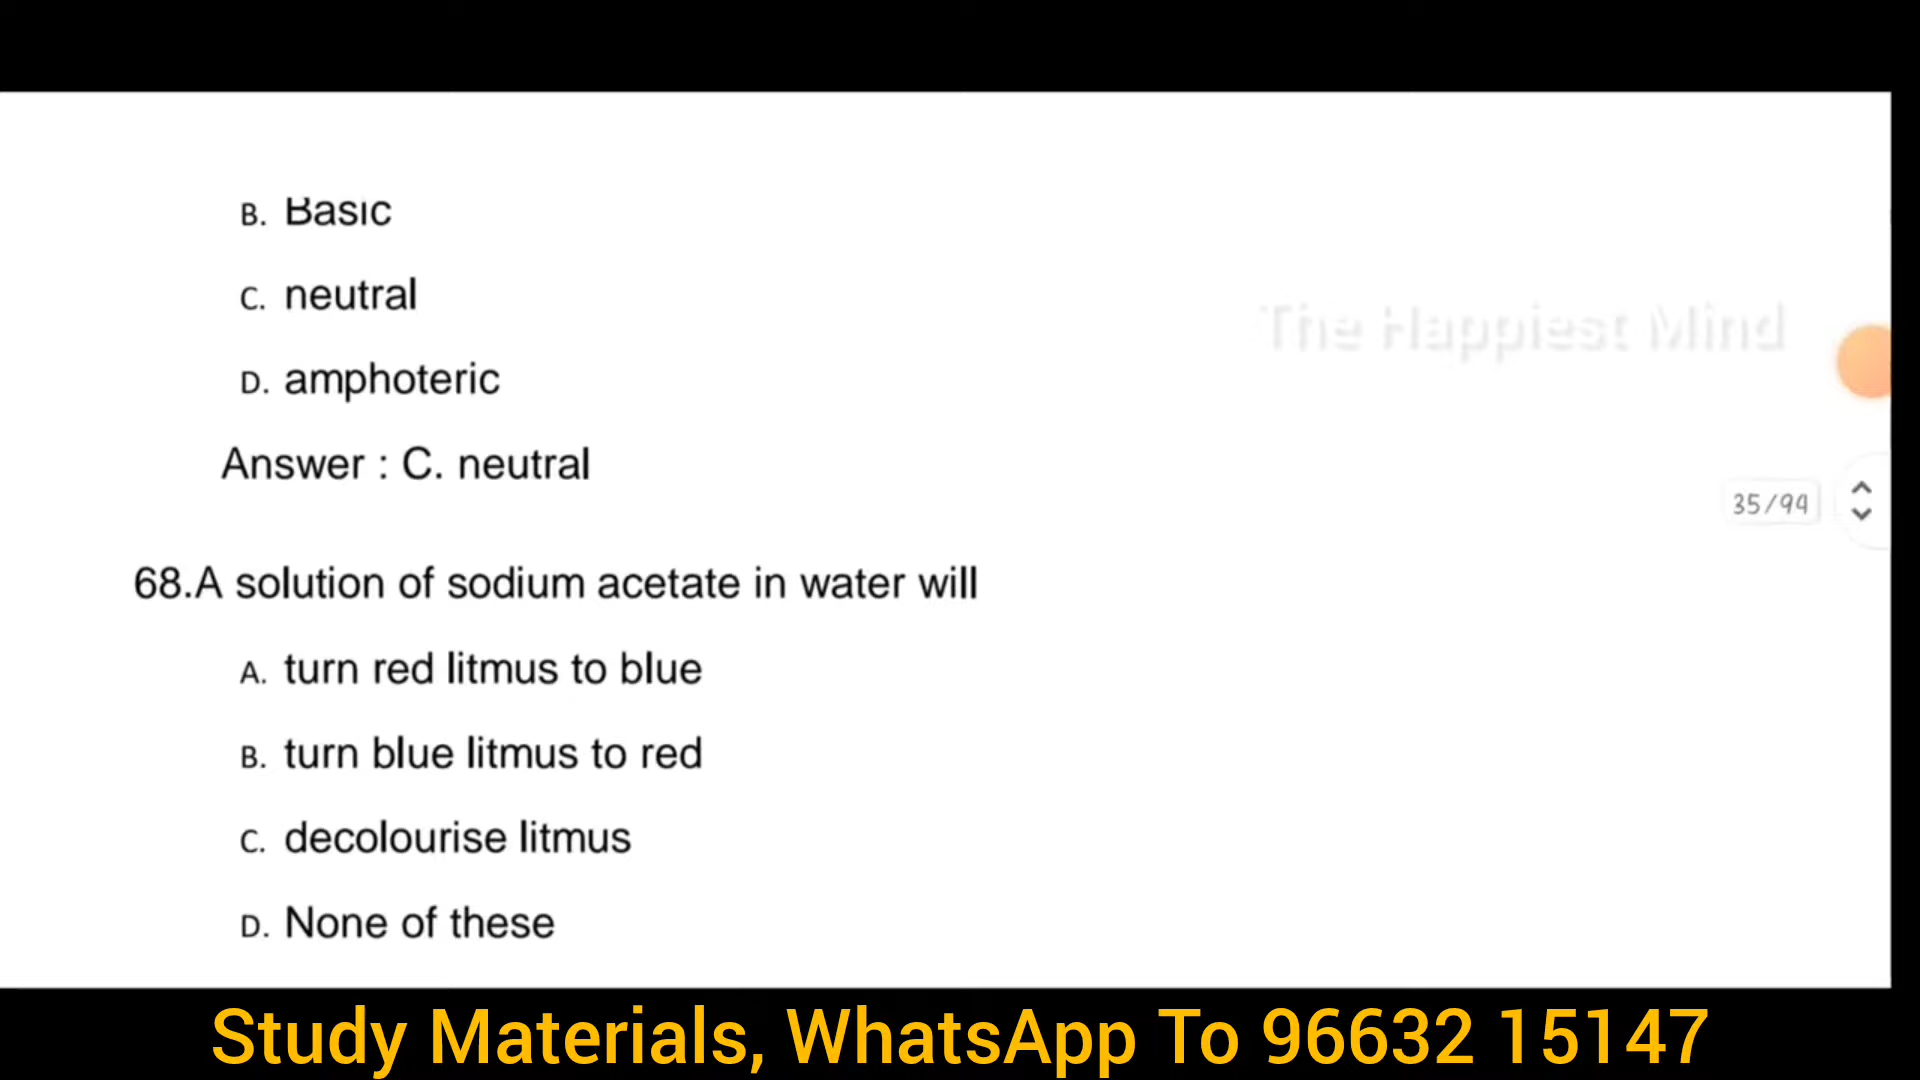 B. Basic
C. neutral
The Happiest Mind
D. amphoteric
Answer : C. neutral
35/94
68.A solution of sodium acetate in water will
A. turn red litmus to blue
B. turn blue litmus to red
C. decolourise litmus
D. None of these
Study Materials, WhatsApp To 96632 15147